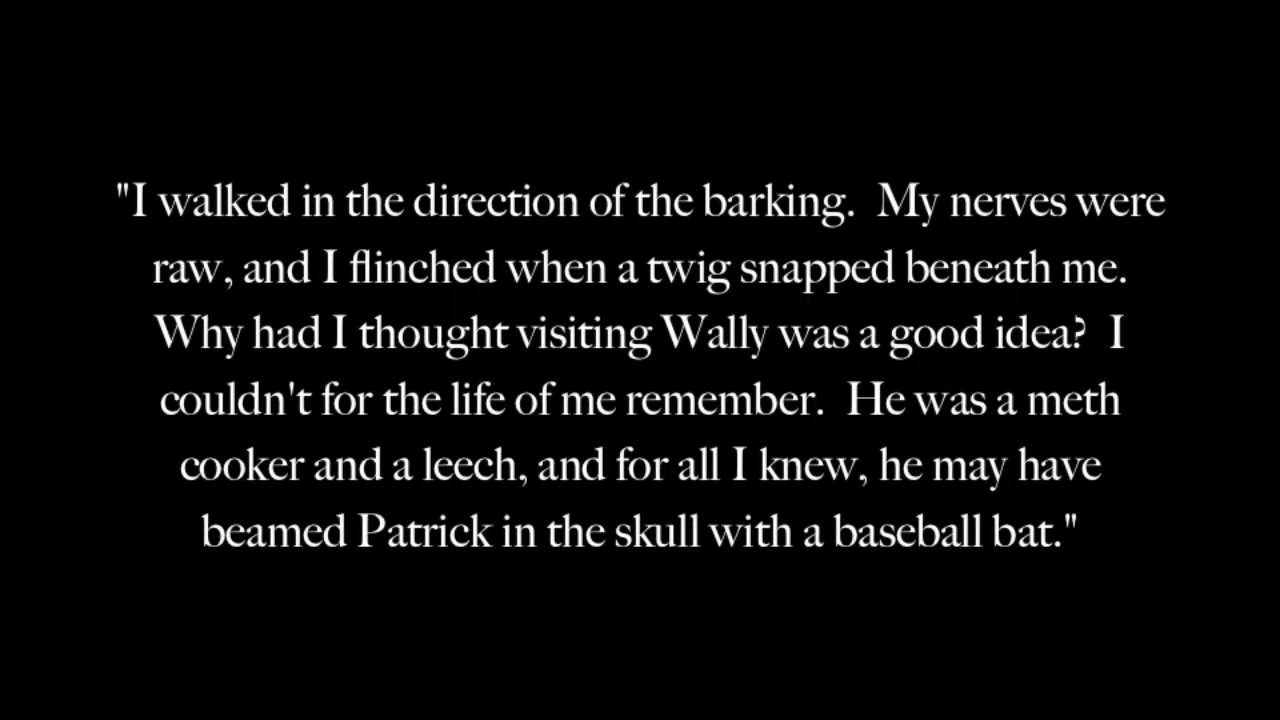 "I walked in the direction of the barking.  My nerves were
raw, and I flinched when a twig snapped beneath me.
Why had I thought visiting Wally was a good idea?  I
couldn't for the life of me remember.  He was a meth
cooker and a leech, and for all I knew, he may have
beamed Patrick in the skull with a baseball bat."